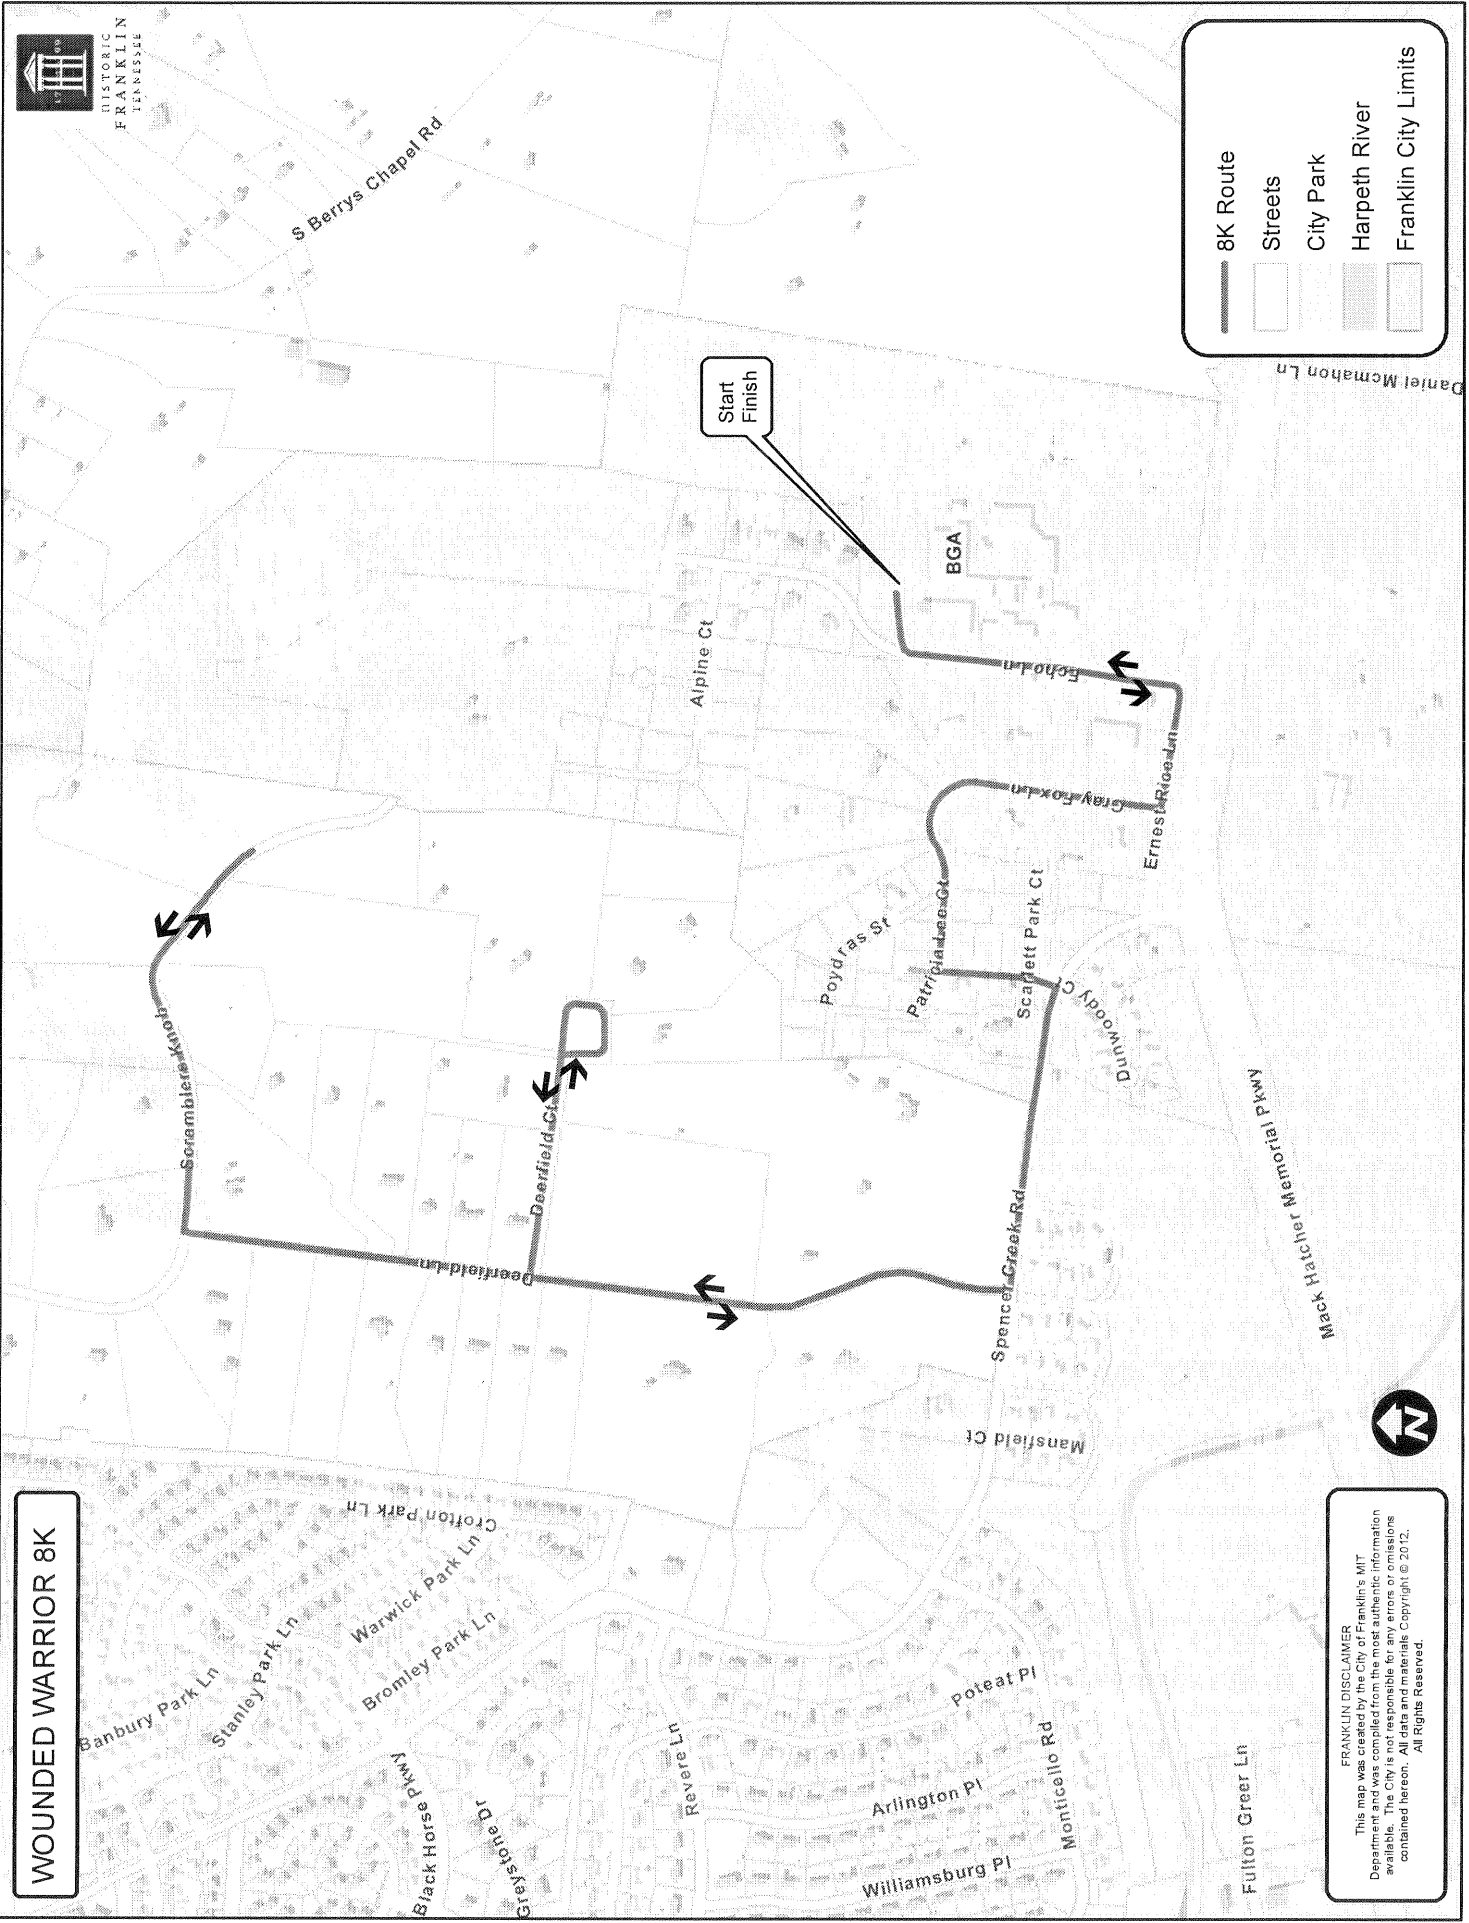 WOUNDED WARRIOR 8K
HISTORIC
FRANKLIN
TENNESSEE
S Berrys Chapel Rd
Banbury Park Ln
Stanley Park Ln
Crofton Park Ln
Warwick Park Ln
Bromley Park Ln
Black Horse Pkwy
Greystone Dr
Revere Ln
Scramblers Knob
Deerfield Ln
Deerfield Ct
Alpine Ct
Start
Finish
BGA
Echo Ln
Gray Fox Ln
Ernest Rice Ln
Poydras St
Patricia Lee Ct
Scarlett Park Ct
Dunwoody Ct
Spencer Creek Rd
Mansfield Ct
Mack Hatcher Memorial Pkwy
Daniel Mcmahon Ln
Poteat Pl
Arlington Pl
Williamsburg Pl
Monticello Rd
Fulton Greer Ln
N
FRANKLIN DISCLAIMER
This map was created by the City of Franklin's MIT
Department and was compiled from the most authentic information
available. The City is not responsible for any errors or omissions
contained hereon. All data and materials Copyright © 2012.
All Rights Reserved.
8K Route
Streets
City Park
Harpeth River
Franklin City Limits